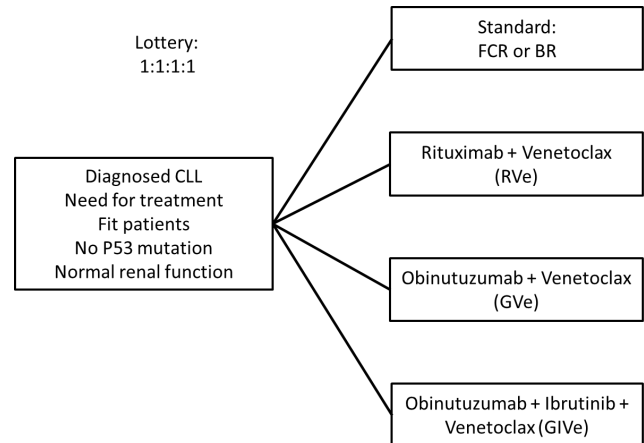 Lottery:
1:1:1:1
Standard:
FCR or BR
Diagnosed CLL
Need for treatment
Fit patients
No P53 mutation
Normal renal function
Rituximab + Venetoclax
(RVe)
Obinutuzumab + Venetoclax
(GVe)
Obinutuzumab + Ibrutinib +
Venetoclax (GIVe)